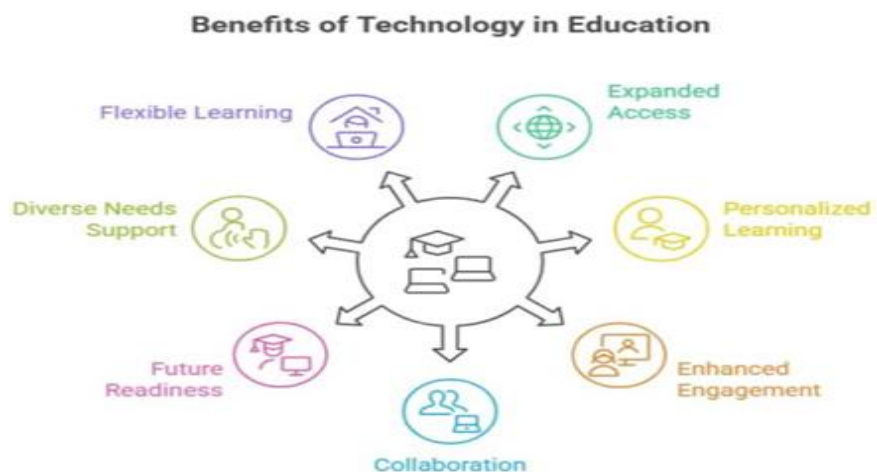 Benefits of Technology in Education
Flexible Learning
Expanded
Access
Diverse Needs
Support
Personalized
Learning
Future
Readiness
Enhanced
Engagement
Collaboration